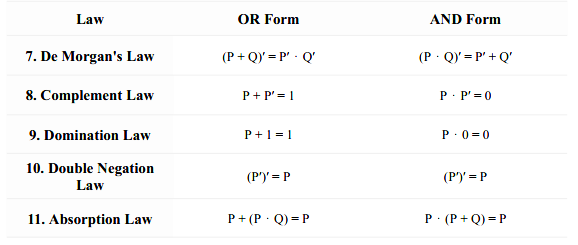 Law OR Form AND Form
7. De Morgan's Law (P + Q)′ = P′ · Q′ (P · Q)′ = P′ + Q′
8. Complement Law P + P′ = 1 P · P′ = 0
9. Domination Law P + 1 = 1 P · 0 = 0
10. Double Negation
Law (P′)′ = P (P′)′ = P
11. Absorption Law P + (P · Q) = P P · (P + Q) = P